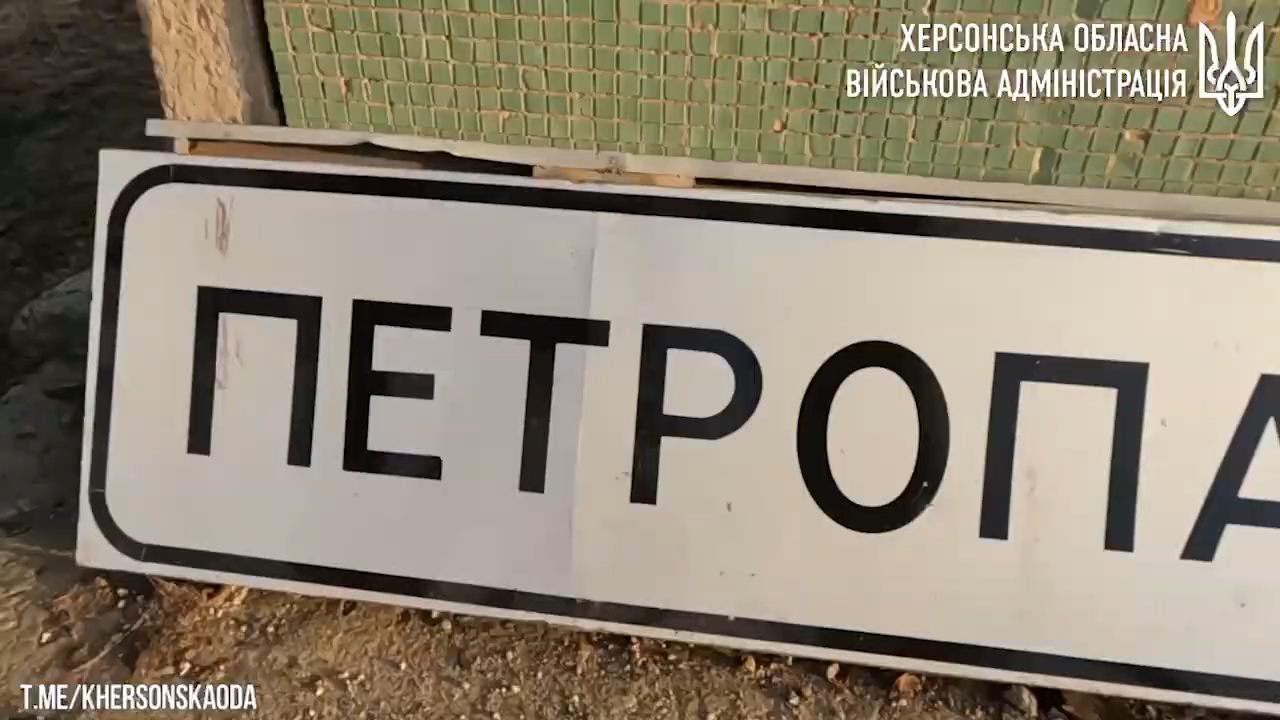 ХЕРСОНСЬКА ОБЛАСНА
ВІЙСЬКОВА АДМІНІСТРАЦІЯ
ПЕТРОПА
T.ME/KHERSONSKAODA